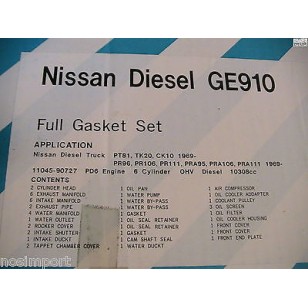 Nissan Diesel GE910
Full Gasket Set
APPLICATION
Nissan Diesel Truck PT81, TK20, CK10 1969-
PR96, PR106, PR111, PRA95, PRA106, PRA111 1969-
11045-90727 PD6 Engine 6 Cylinder OHV Diesel 10308cc
CONTENTS
2 CYLINDER HEAD
6 EXHAUST MANIFOLD
6 INTAKE MANIFOLD
2 EXHAUST PIPE
4 WATER MANIFOLD
1 WATER OUTLET
2 ROCKER COVER
1 INTAKE SHUTTER
1 INTAKE DUCKT
2 TAPPET CHAMBER COVER
1 OIL PAN
1 WATER PUMP
1 WATER BY-PASS
1 WATER BY-PASS
1 GASKET
1 OIL SEAL RETAINER
1 OIL SEAL RETAINER
1 GASKET
1 CAM SHAFT SEAL
1 WATER DUCKT
1 AIR COMPRESSOR
1 OIL COOLER ADDAPTER
1 COOLANT PULLEY
1 OIL SCREEN
1 OIL FILTER
1 OIL COOLER HOUSING
1 FRONT COVER
1 FRONT COVER
1 FRONT END PLATE
nosimport